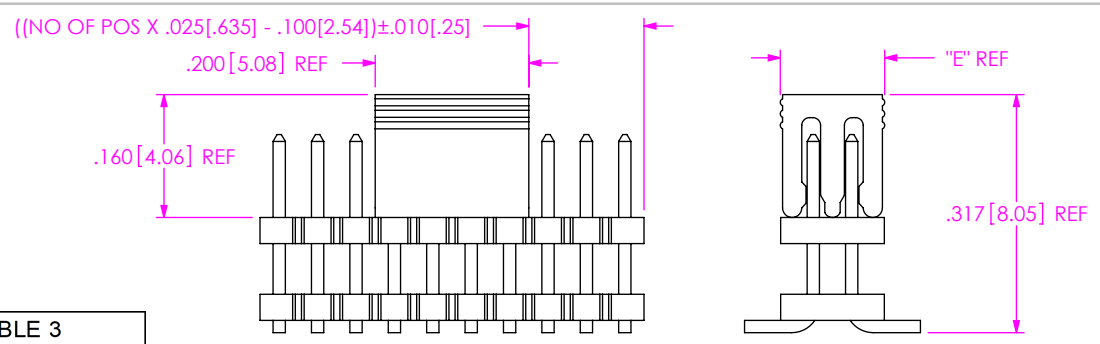 ((NO OF POS X .025[.635] - .100[2.54])±.010[.25]
.200[5.08] REF
"E" REF
.160[4.06] REF
.317[8.05] REF
BLE 3